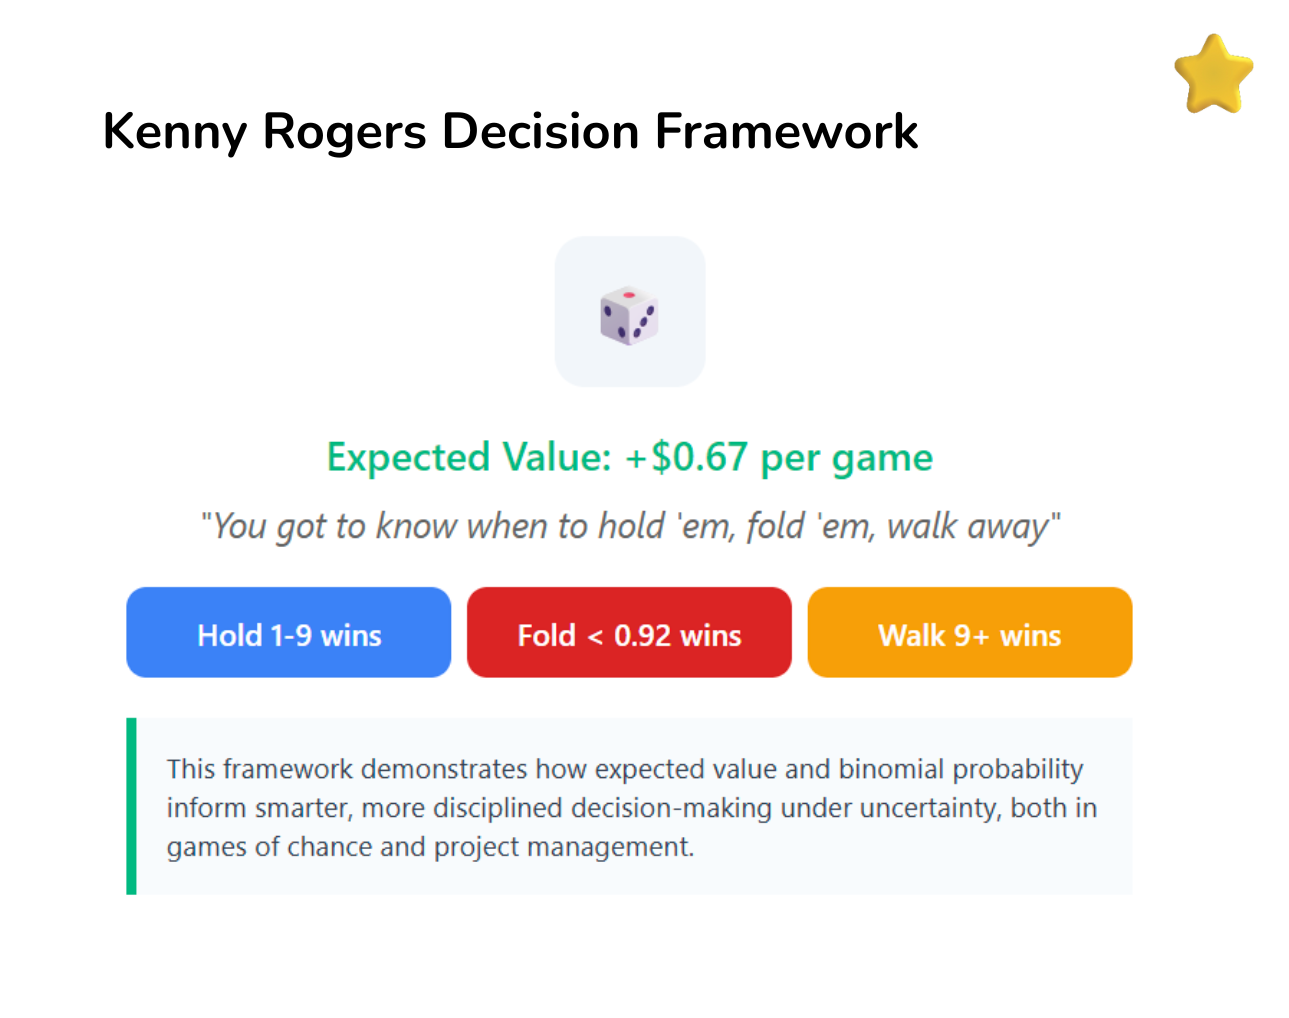 Kenny Rogers Decision Framework
Expected Value: +$0.67 per game
"You got to know when to hold 'em, fold 'em, walk away"
Hold 1-9 wins
Fold < 0.92 wins
Walk 9+ wins
This framework demonstrates how expected value and binomial probability
inform smarter, more disciplined decision-making under uncertainty, both in
games of chance and project management.